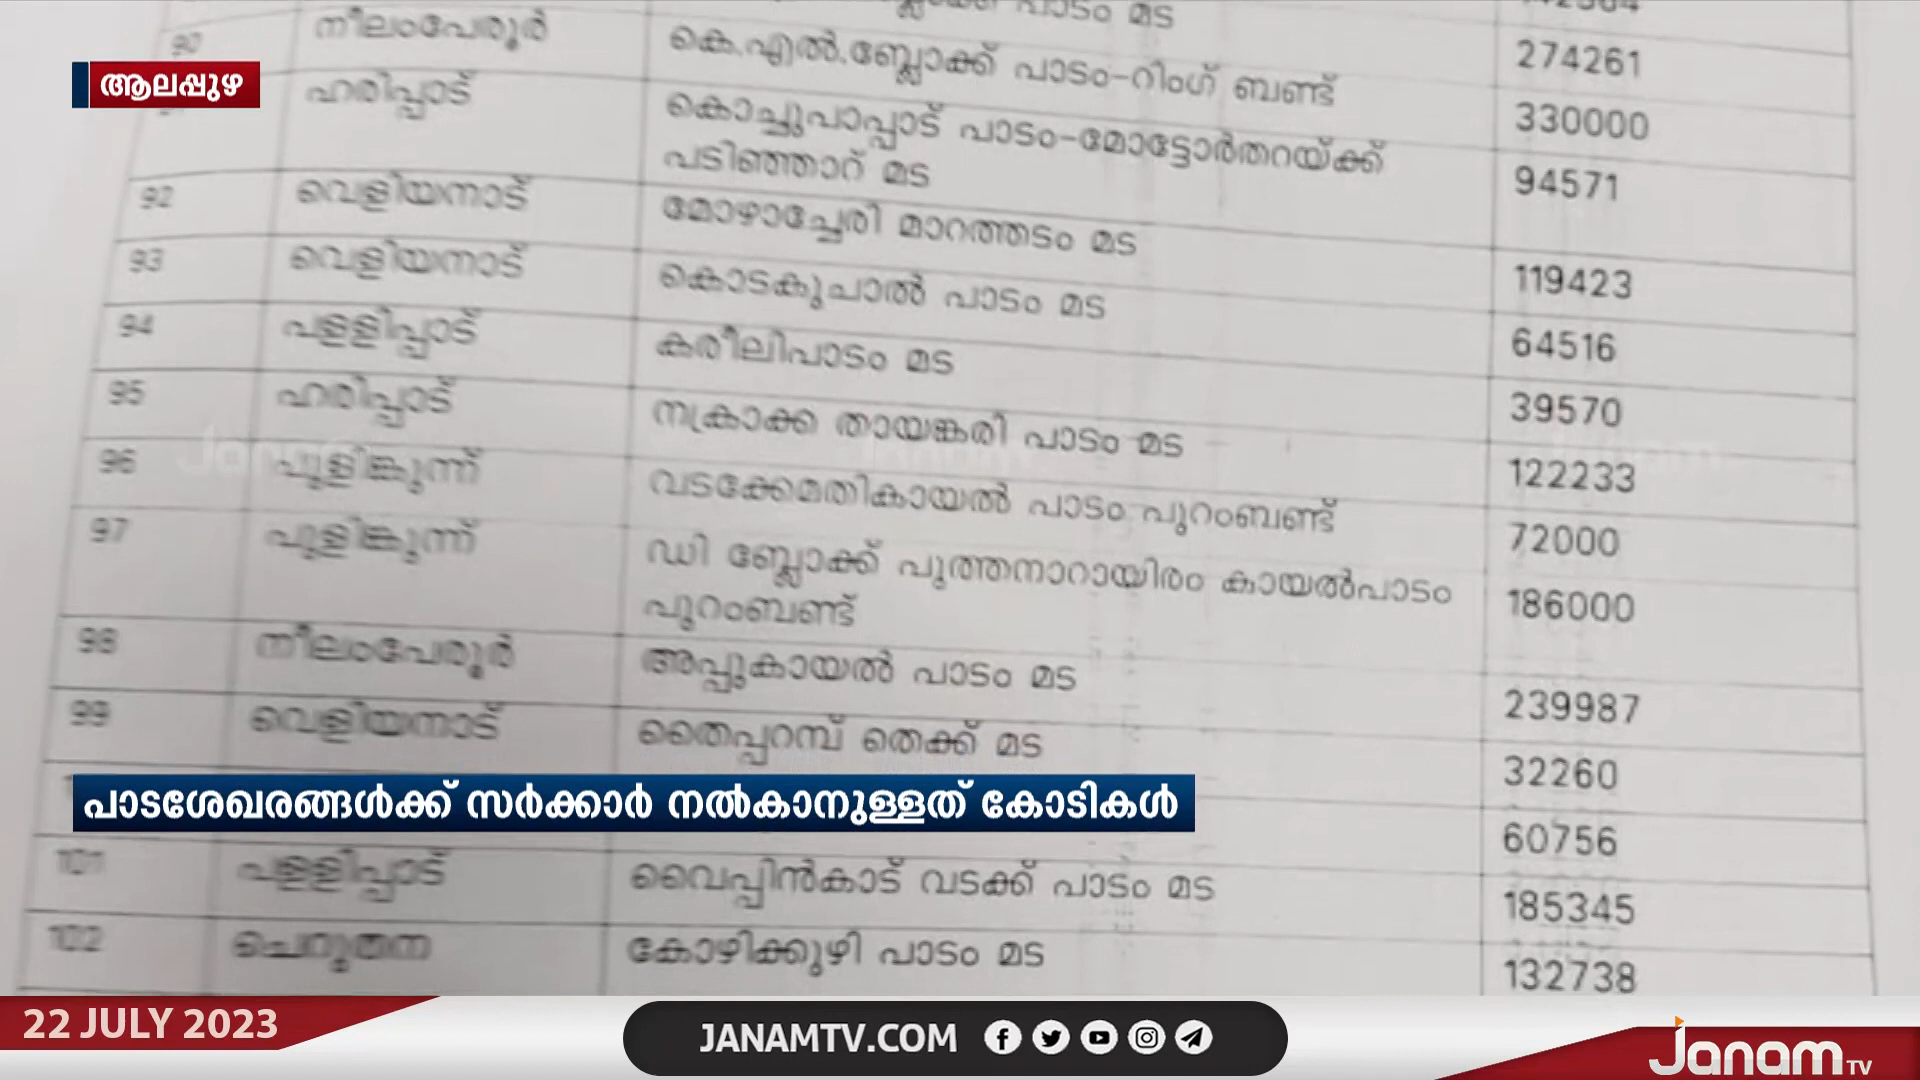 ആലപ്പുഴ
പാടം മട
90 നീലംപേരൂർ കെ.എൽ.ബ്ലോക്ക് പാടം-റിംഗ് ബണ്ട് 274261
ഹരിപ്പാട് കൊച്ചുപാപ്പാട് പാടം-മോട്ടോർതറയ്ക്ക് 330000
പടിഞ്ഞാറ് മട
92 വെളിയനാട് മോഴാച്ചേരി മാറത്തടം മട 94571
93 വെളിയനാട് കൊടകുചാൽ പാടം മട 119423
94 പള്ളിപ്പാട് കരീലിപാടം മട 64516
95 ഹരിപ്പാട് നക്രാക്ക തായങ്കരി പാടം മട 39570
96 പുളിങ്കുന്ന് വടക്കേമതികായൽ പാടം പുറംബണ്ട് 122233
72000
97 പുളിങ്കുന്ന് ഡി ബ്ലോക്ക് പുത്തനാറായിരം കായൽപാടം 186000
പുറംബണ്ട്
98 നീലംപേരൂർ അപ്പുകായൽ പാടം മട 239987
99 വെളിയനാട് തൈപ്പറമ്പ് തെക്ക് മട 32260
പാടശേഖരങ്ങൾക്ക് സർക്കാർ നൽകാനുള്ളത് കോടികൾ
60756
101 പള്ളിപ്പാട് വൈപ്പിൻകാട് വടക്ക് പാടം മട 185345
102 ചെറുതന കോഴിക്കുഴി പാടം മട 132738
22 JULY 2023
JANAMTV.COM
Janam TV